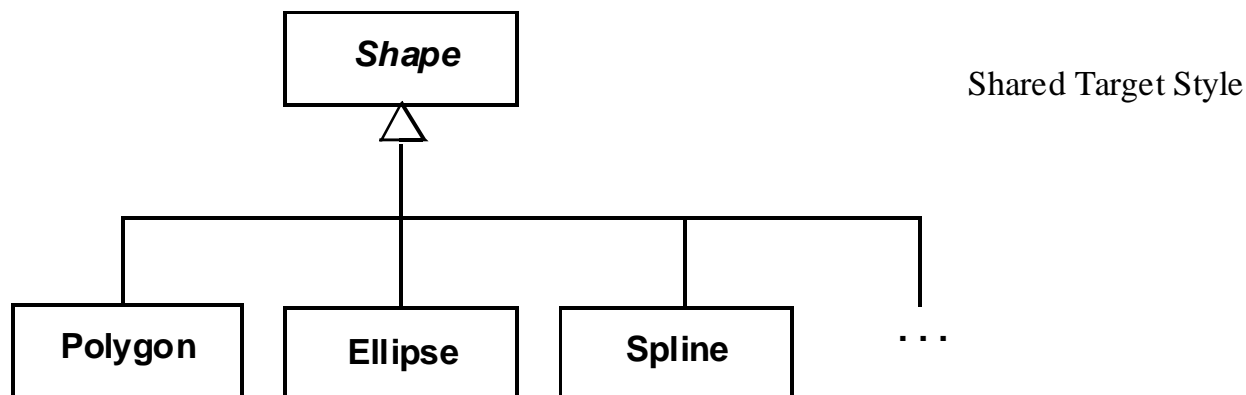 Shape
Shared Target Style
Polygon
Ellipse
Spline
. . .